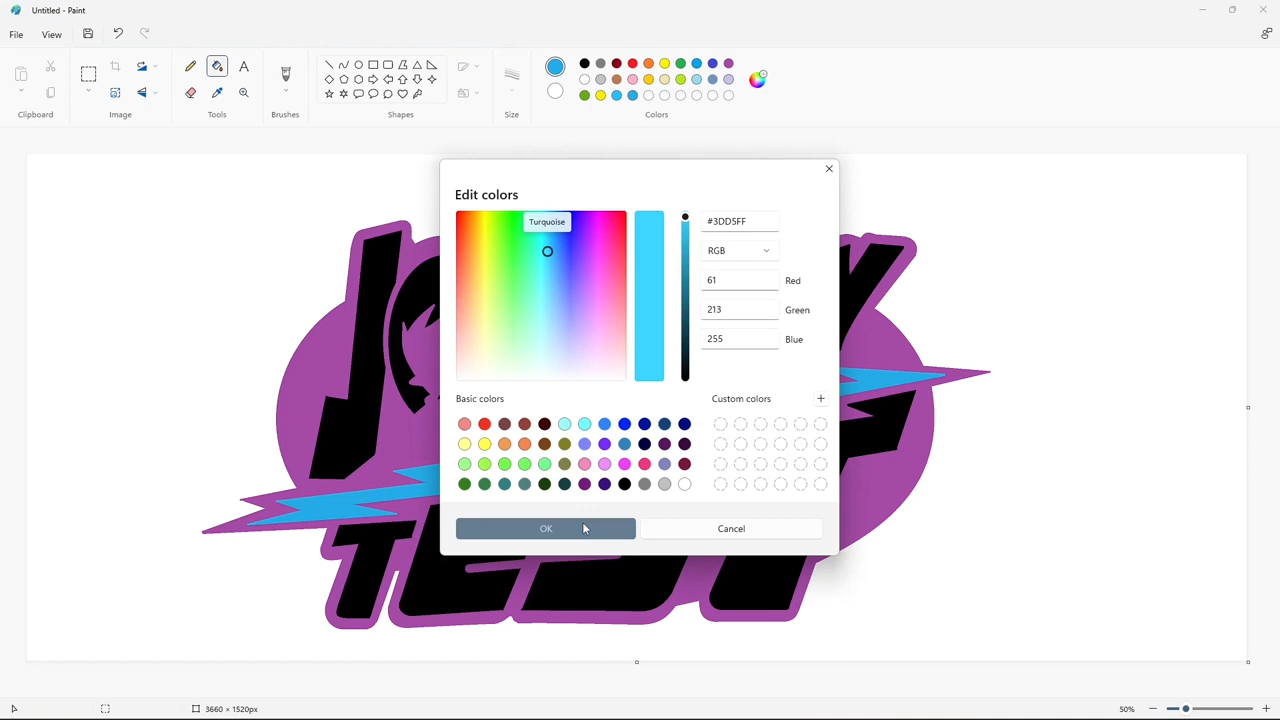 Untitled - Paint
File View
Clipboard Image Tools Brushes Shapes Size Colors
Edit colors
Turquoise
#3DD5FF
RGB
61 Red
213 Green
255 Blue
Basic colors Custom colors
OK Cancel
3660 × 1520px 50%